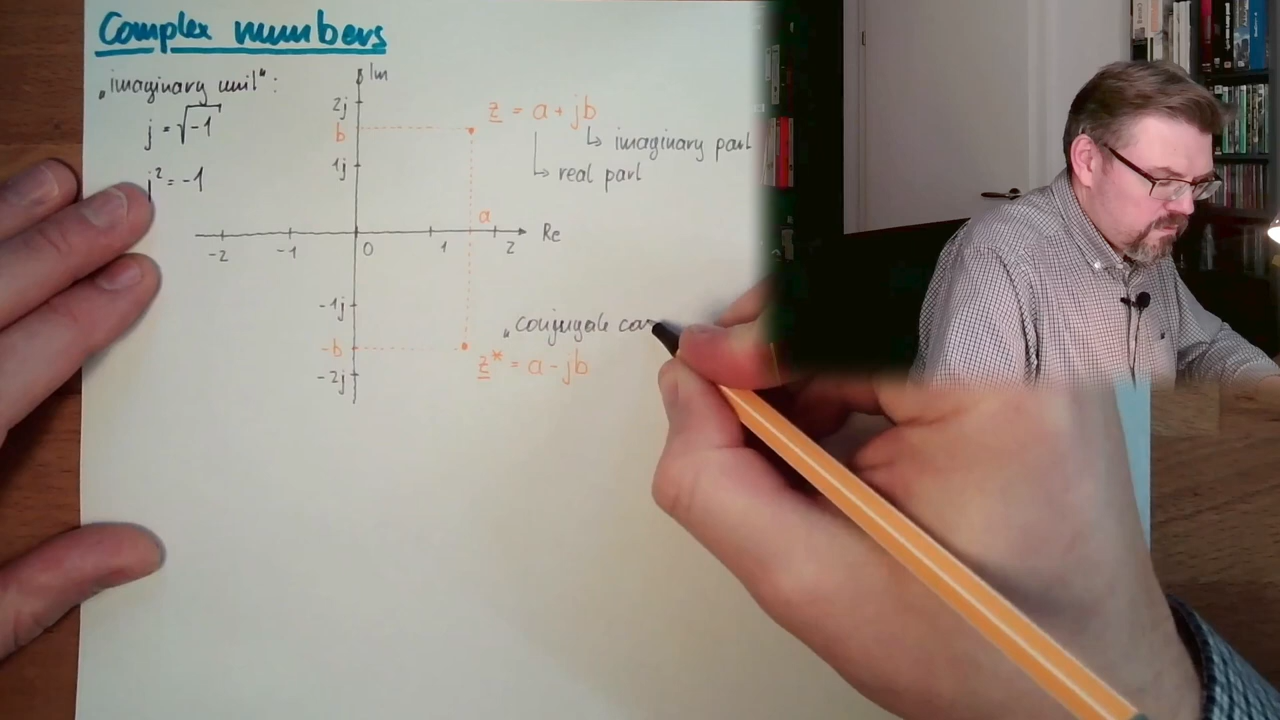 Complex numbers
„imaginary unit":
j = √-1
j² = -1
Im
2j
b
1j
z = a + jb
↳ imaginary part
↳ real part
a
-2 -1 0 1 2 Re
-1j
-b
-2j
„conjugate com
z* = a - jb